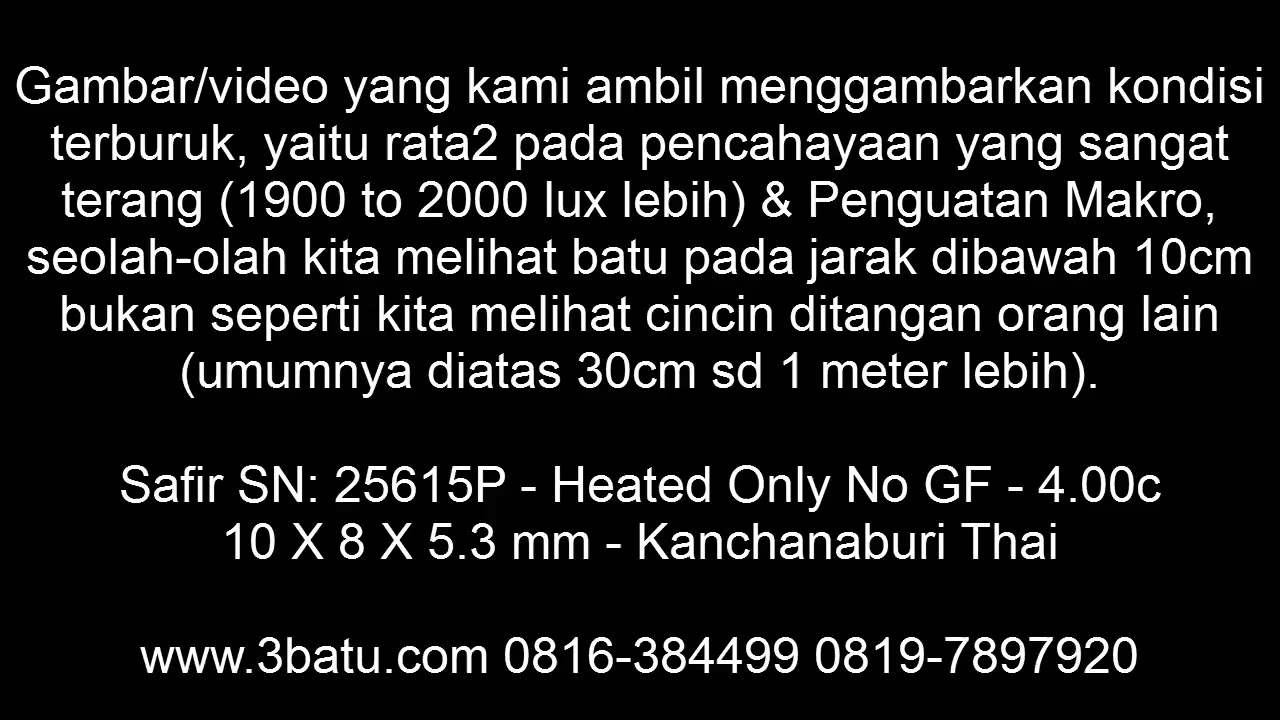 Gambar/video yang kami ambil menggambarkan kondisi
terburuk, yaitu rata2 pada pencahayaan yang sangat
terang (1900 to 2000 lux lebih) & Penguatan Makro,
seolah-olah kita melihat batu pada jarak dibawah 10cm
bukan seperti kita melihat cincin ditangan orang lain
(umumnya diatas 30cm sd 1 meter lebih).
Safir SN: 25615P - Heated Only No GF - 4.00c
10 X 8 X 5.3 mm - Kanchanaburi Thai
www.3batu.com 0816-384499 0819-7897920